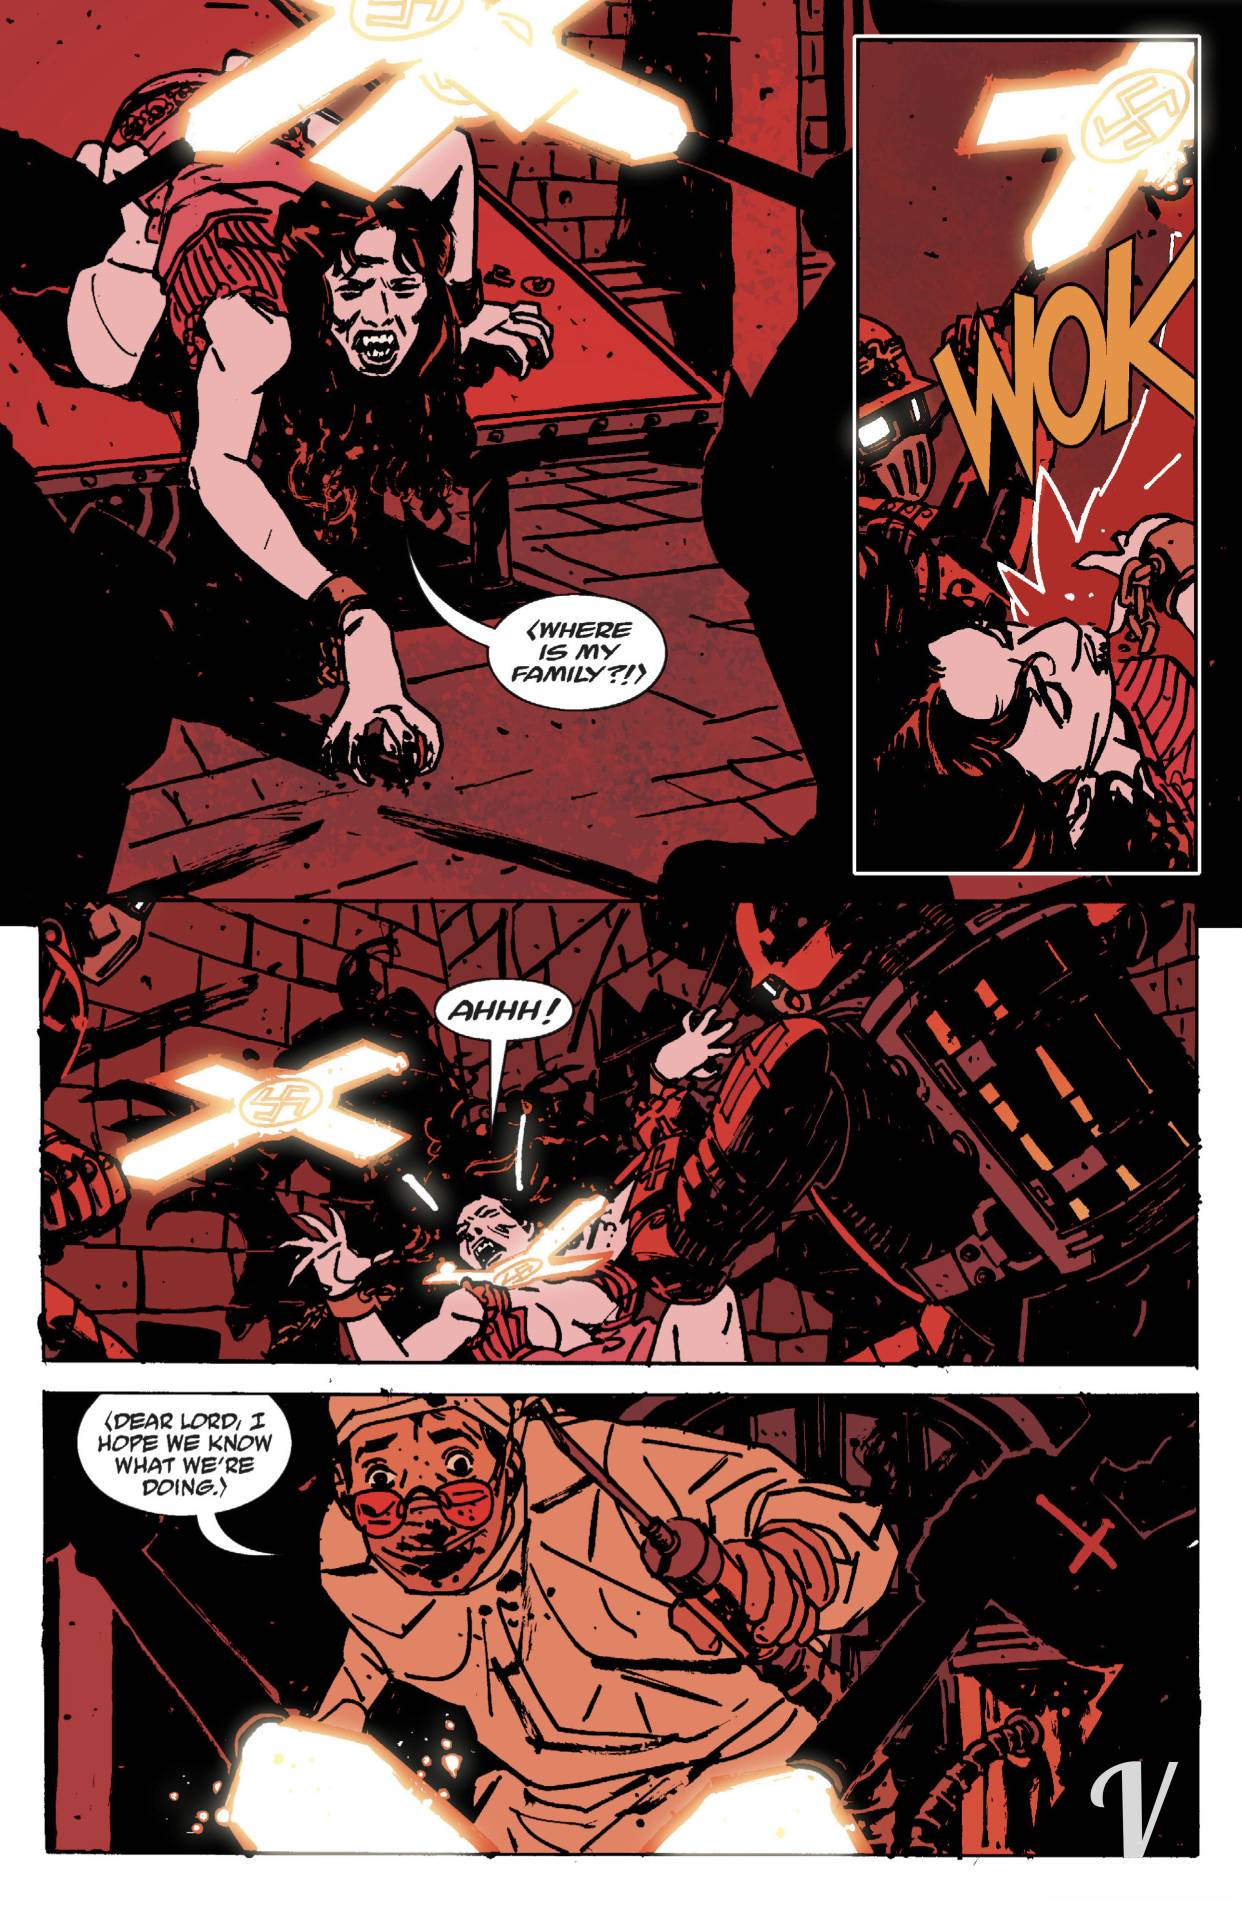 <WHERE
IS MY
FAMILY?!>
WOK
AHHH!
<DEAR LORD, I
HOPE WE KNOW
WHAT WE'RE
DOING.>
V